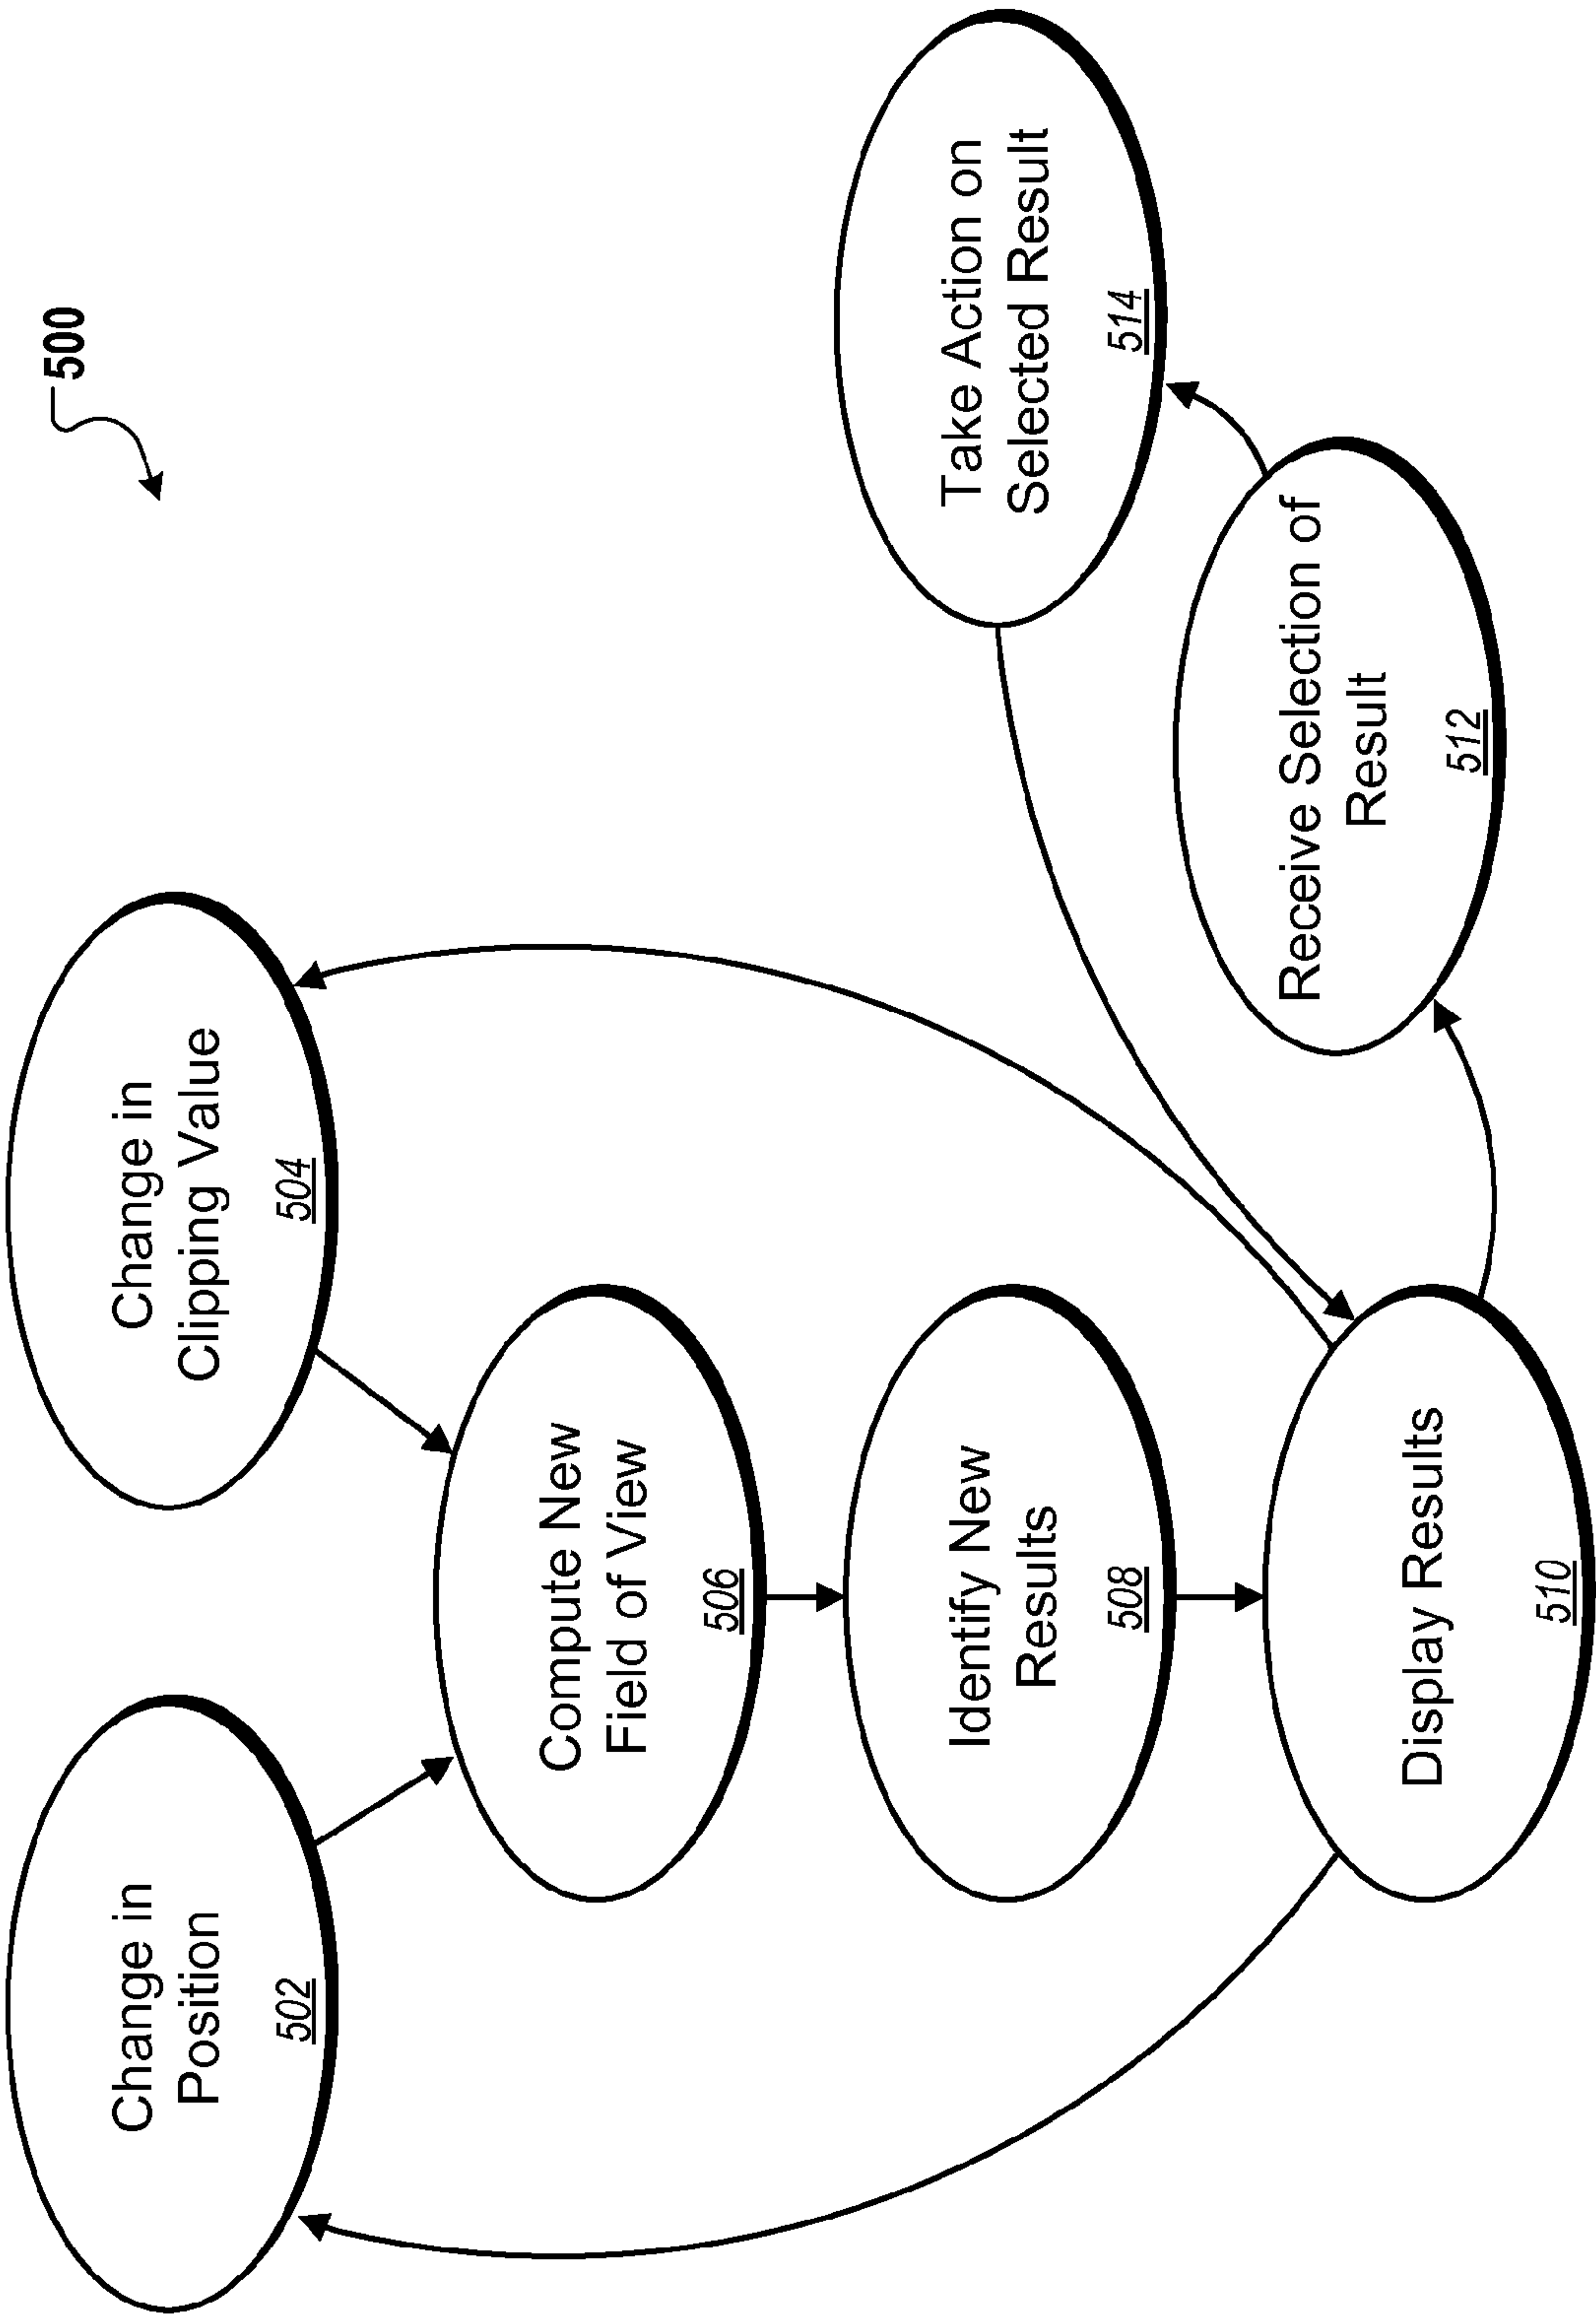 500
Change in
Position
502
Change in
Clipping Value
504
Compute New
Field of View
506
Identify New
Results
508
Display Results
510
Receive Selection of
Result
512
Take Action on
Selected Result
514